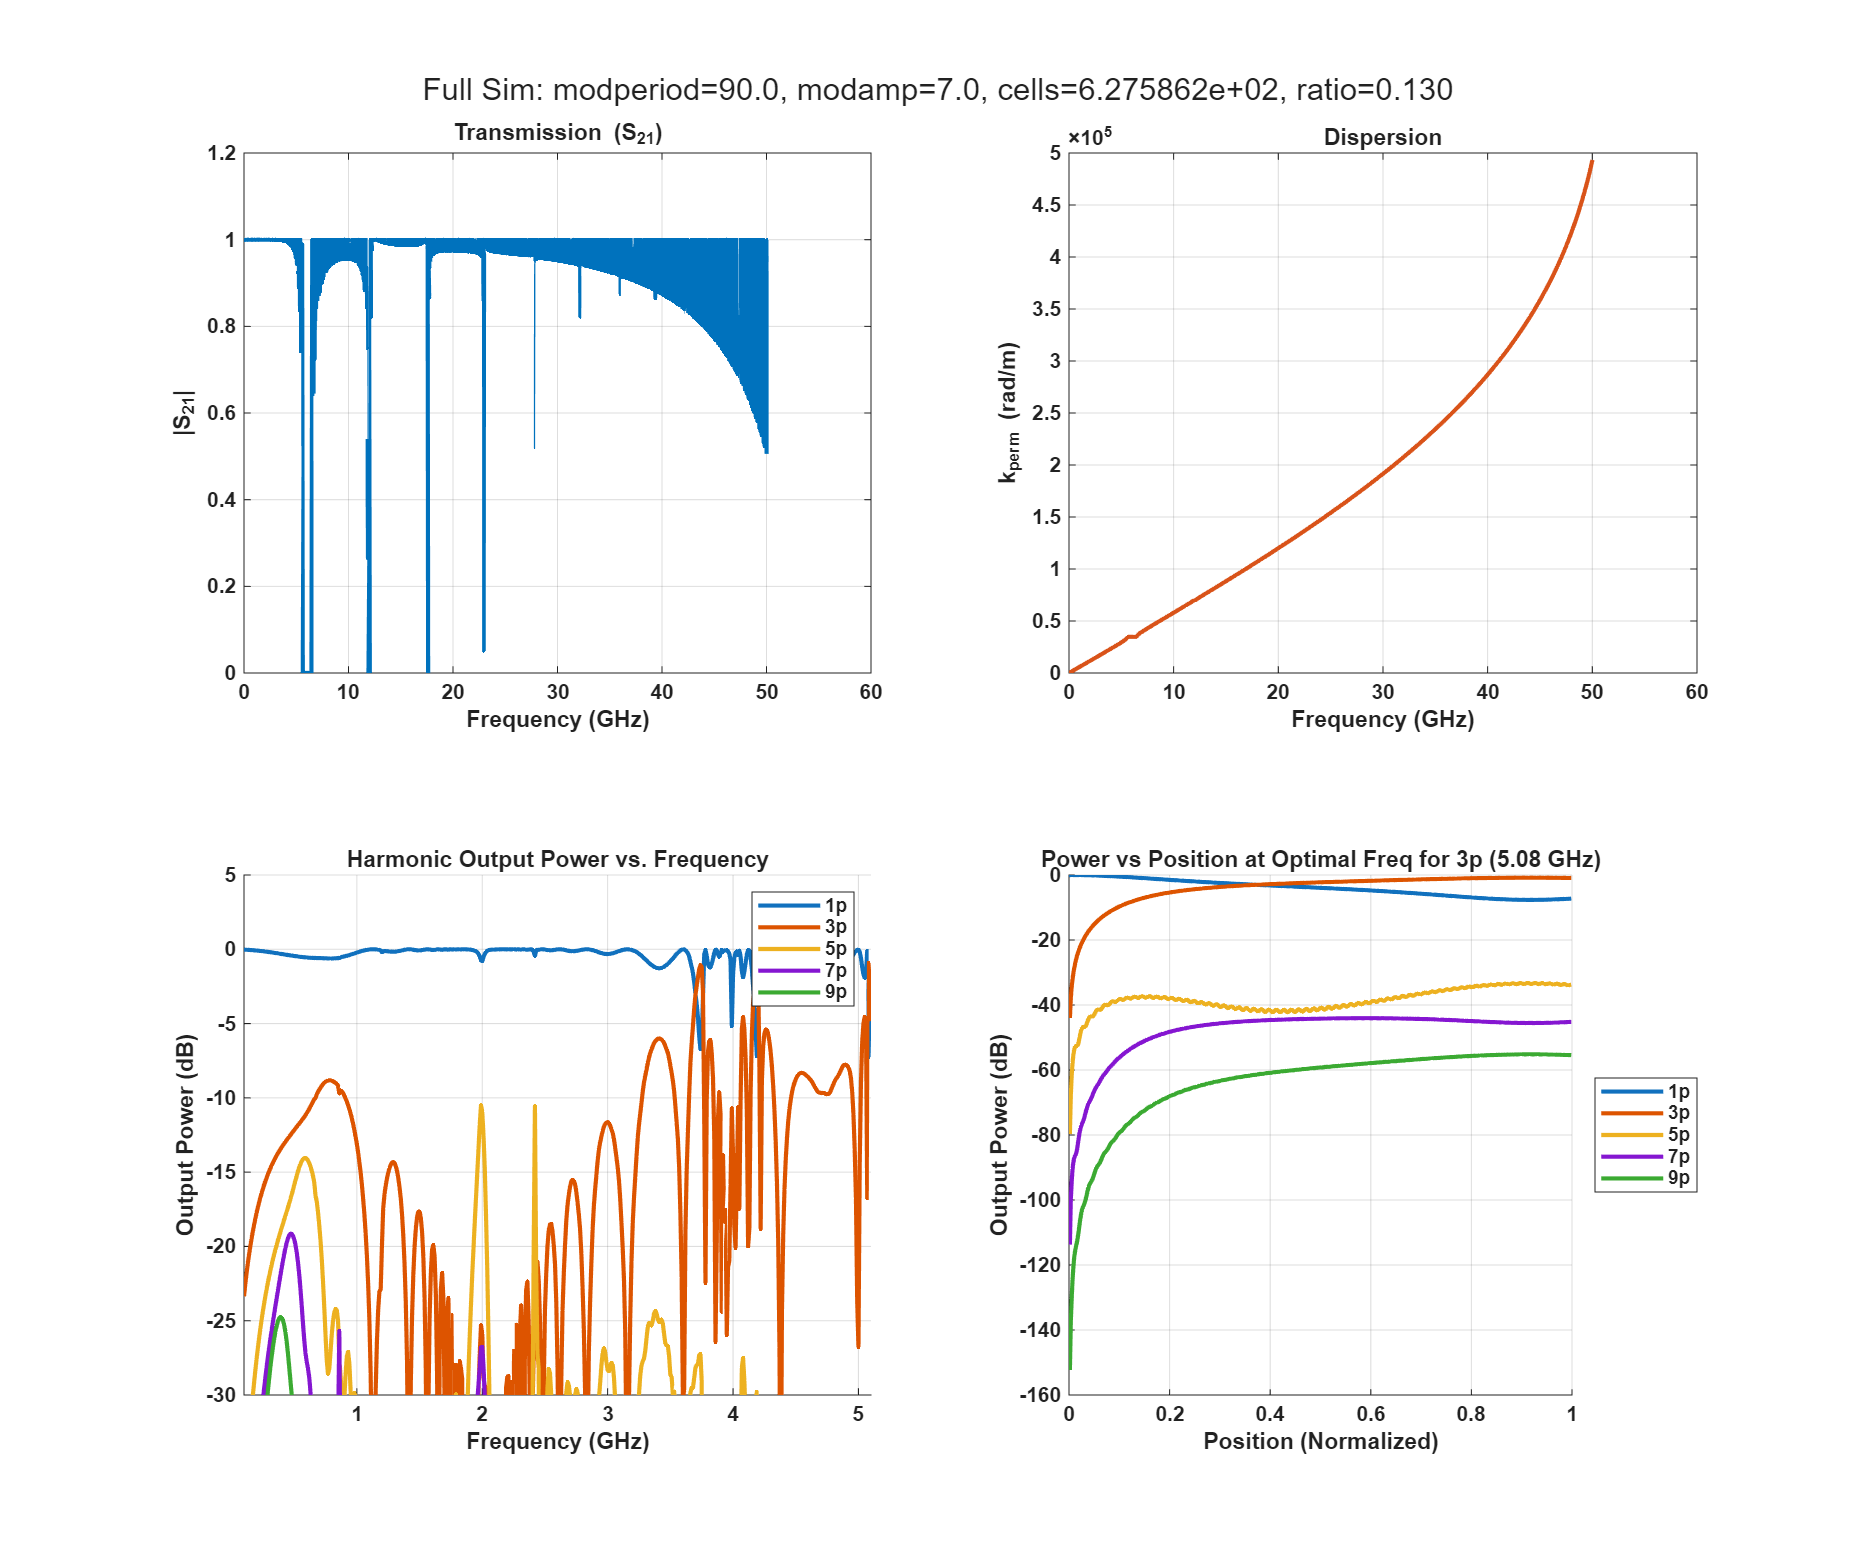 Full Sim: modperiod=90.0, modamp=7.0, cells=6.275862e+02, ratio=0.130
Transmission (S21)
1.2
1
0.8
0.6
0.4
0.2
0
|S21|
0 10 20 30 40 50 60
Frequency (GHz)
Dispersion
×10^5
5
4.5
4
3.5
3
2.5
2
1.5
1
0.5
0
kperm (rad/m)
0 10 20 30 40 50 60
Frequency (GHz)
Harmonic Output Power vs. Frequency
5
0
-5
-10
-15
-20
-25
-30
Output Power (dB)
1p
3p
5p
7p
9p
1 2 3 4 5
Frequency (GHz)
Power vs Position at Optimal Freq for 3p (5.08 GHz)
0
-20
-40
-60
-80
-100
-120
-140
-160
Output Power (dB)
0 0.2 0.4 0.6 0.8 1
Position (Normalized)
1p
3p
5p
7p
9p